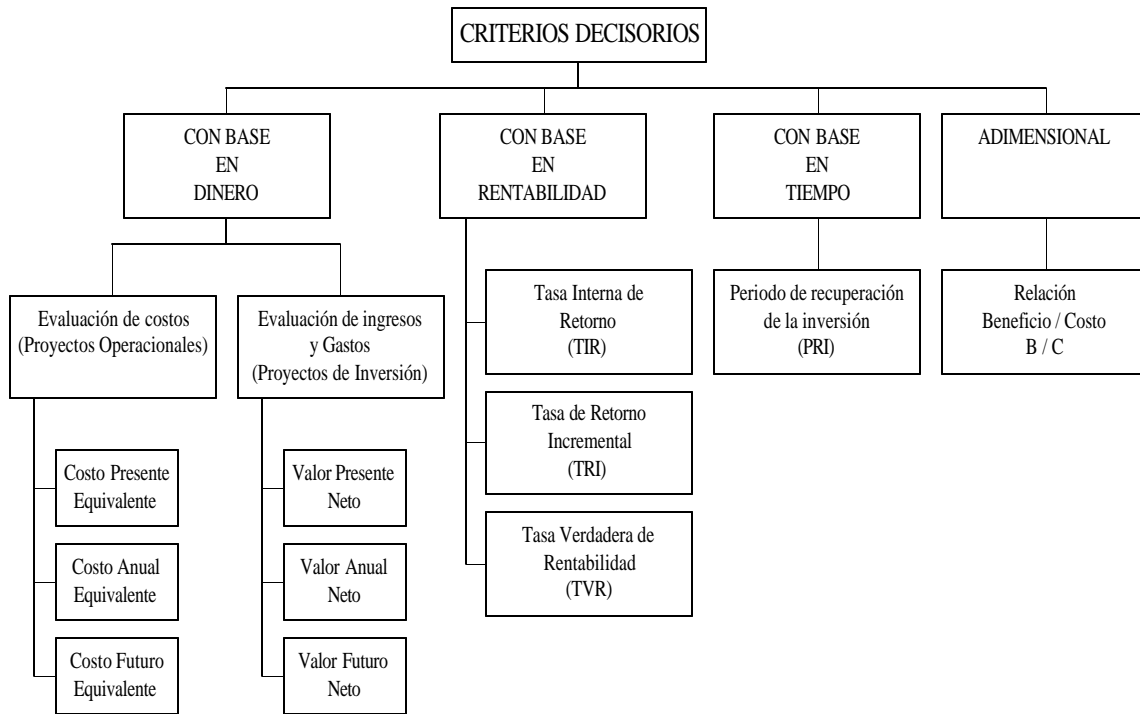 CRITERIOS DECISORIOS
CON BASE
EN
DINERO
CON BASE
EN
RENTABILIDAD
CON BASE
EN
TIEMPO
ADIMENSIONAL
Evaluación de costos
(Proyectos Operacionales)
Evaluación de ingresos
y Gastos
(Proyectos de Inversión)
Tasa Interna de
Retorno
(TIR)
Periodo de recuperación
de la inversión
(PRI)
Relación
Beneficio / Costo
B / C
Tasa de Retorno
Incremental
(TRI)
Tasa Verdadera de
Rentabilidad
(TVR)
Costo Presente
Equivalente
Valor Presente
Neto
Costo Anual
Equivalente
Valor Anual
Neto
Costo Futuro
Equivalente
Valor Futuro
Neto